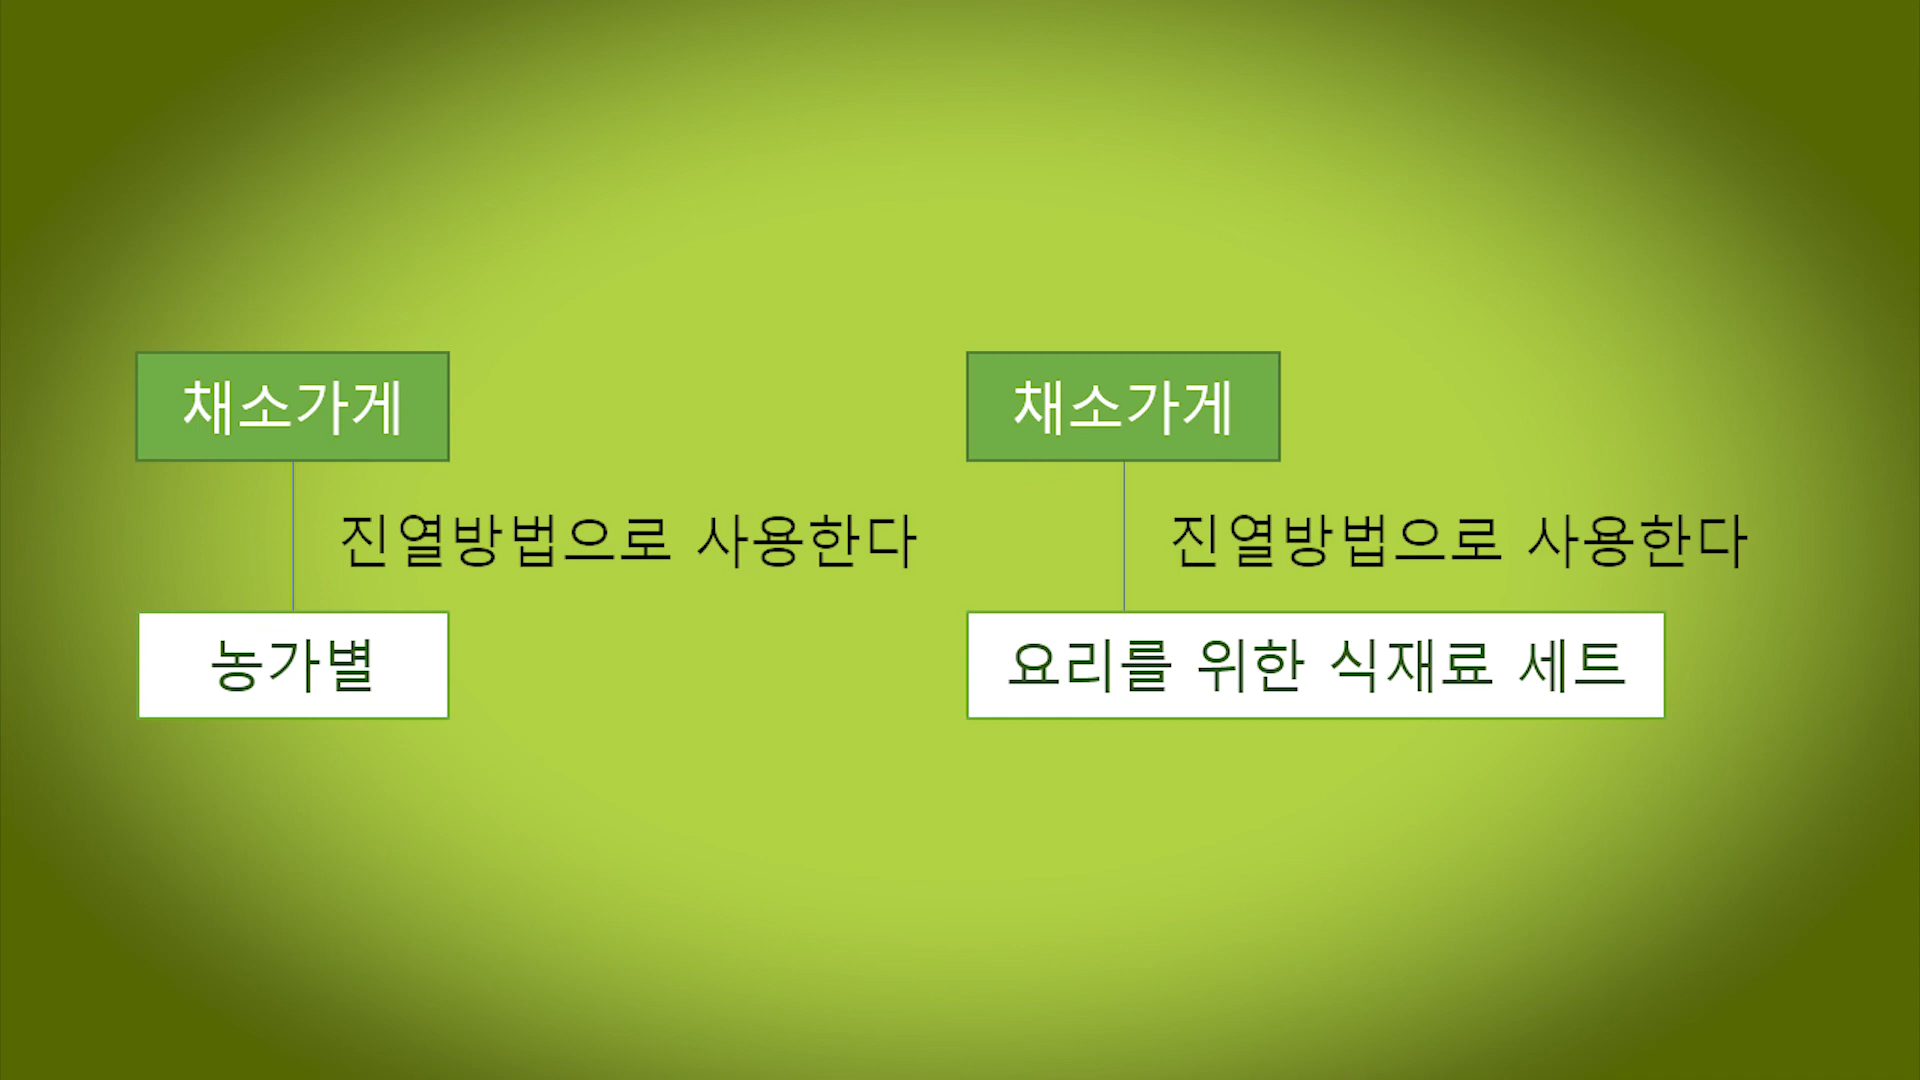 채소가게
진열방법으로 사용한다
농가별
채소가게
진열방법으로 사용한다
요리를 위한 식재료 세트